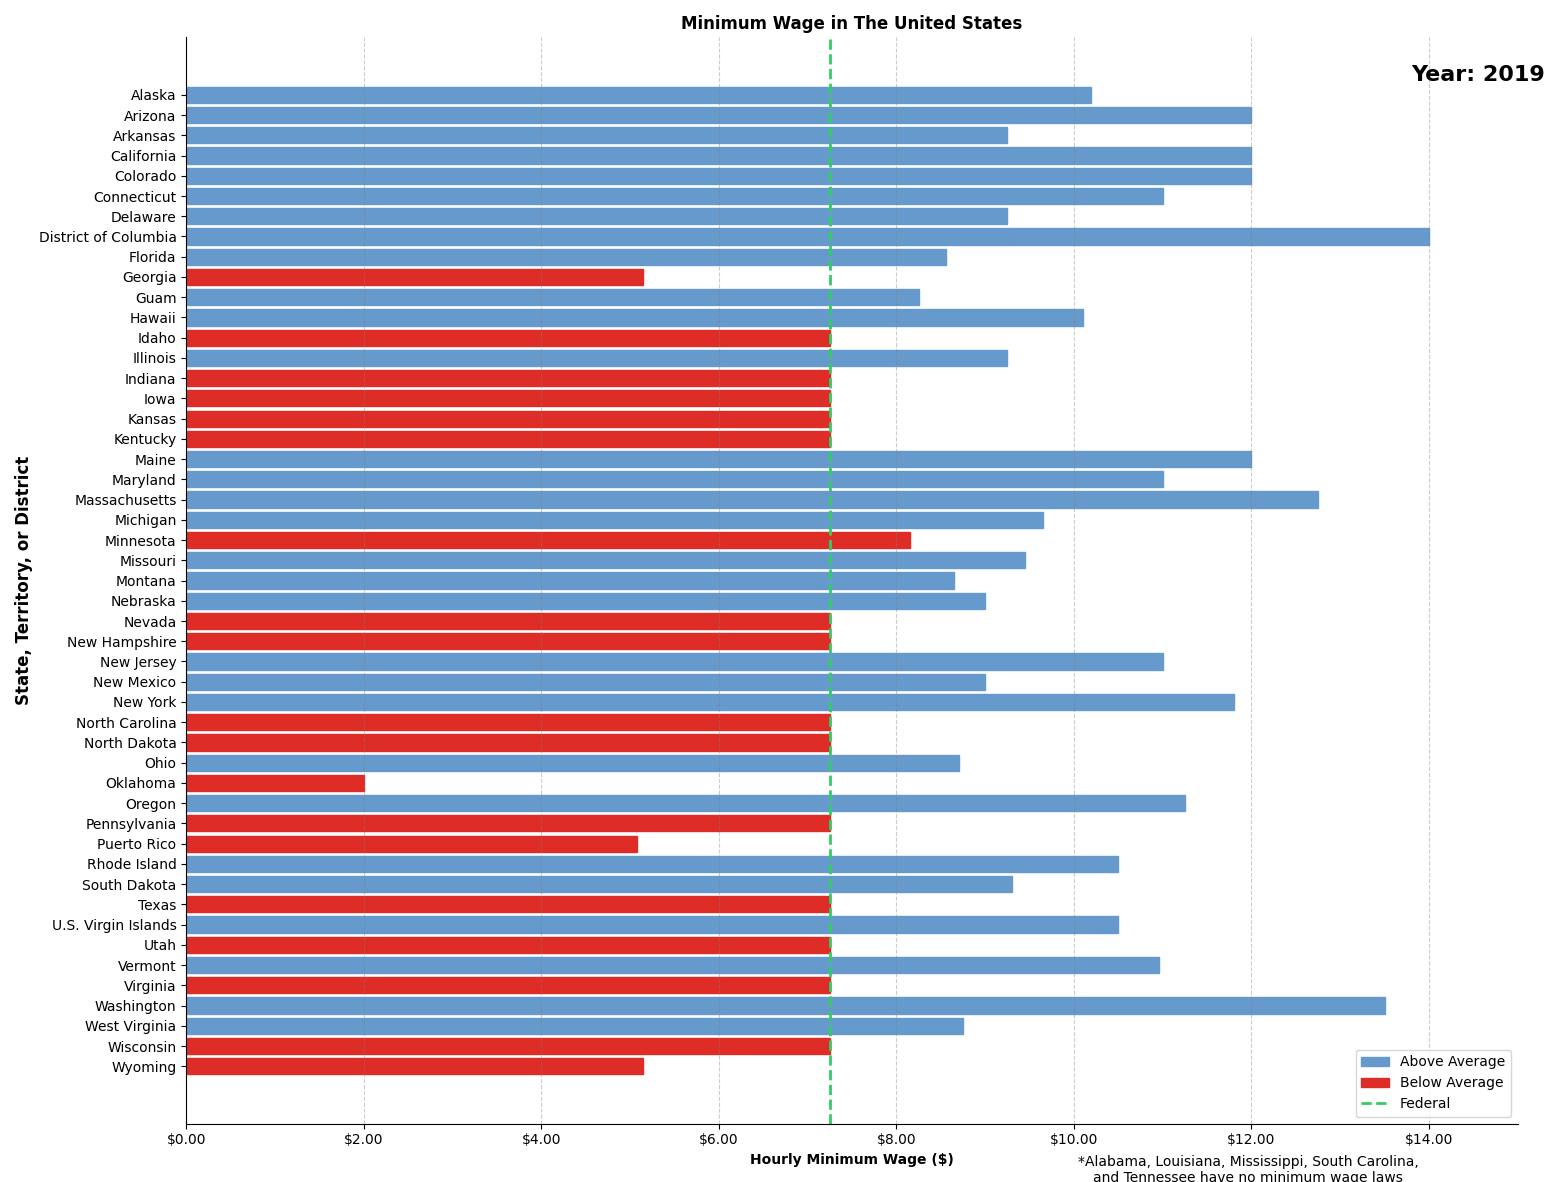 Minimum Wage in The United States
Year: 2019
State, Territory, or District
Alaska
Arizona
Arkansas
California
Colorado
Connecticut
Delaware
District of Columbia
Florida
Georgia
Guam
Hawaii
Idaho
Illinois
Indiana
Iowa
Kansas
Kentucky
Maine
Maryland
Massachusetts
Michigan
Minnesota
Missouri
Montana
Nebraska
Nevada
New Hampshire
New Jersey
New Mexico
New York
North Carolina
North Dakota
Ohio
Oklahoma
Oregon
Pennsylvania
Puerto Rico
Rhode Island
South Dakota
Texas
U.S. Virgin Islands
Utah
Vermont
Virginia
Washington
West Virginia
Wisconsin
Wyoming
Above Average
Below Average
Federal
$0.00 $2.00 $4.00 $6.00 $8.00 $10.00 $12.00 $14.00
Hourly Minimum Wage ($)
*Alabama, Louisiana, Mississippi, South Carolina,
and Tennessee have no minimum wage laws